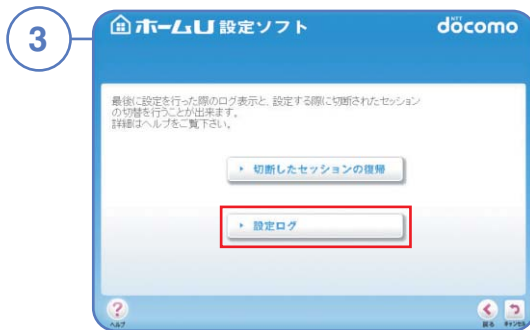 3
ホームU 設定ソフト
NTT
döcomo
最後に設定を行った際のログ表示と、設定する際に切断されたセッション
の切替を行うことが出来ます。
詳細はヘルプをご覧下さい。
切断したセッションの復帰
設定ログ
?
ヘルプ
戻る
キャンセル